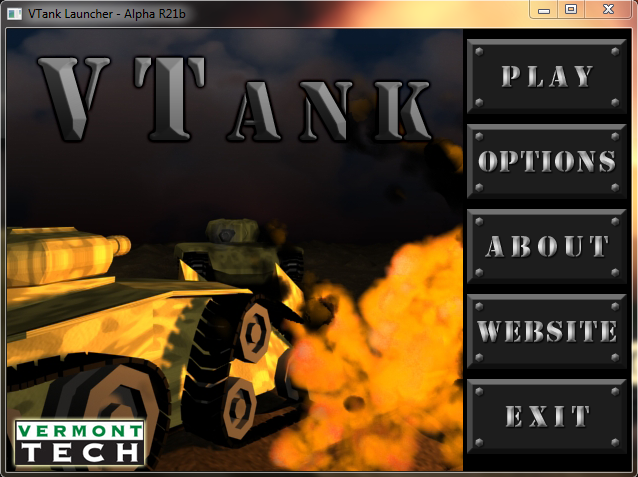 VTank Launcher - Alpha R21b
VTANK
PLAY
OPTIONS
ABOUT
WEBSITE
EXIT
VERMONT
TECH